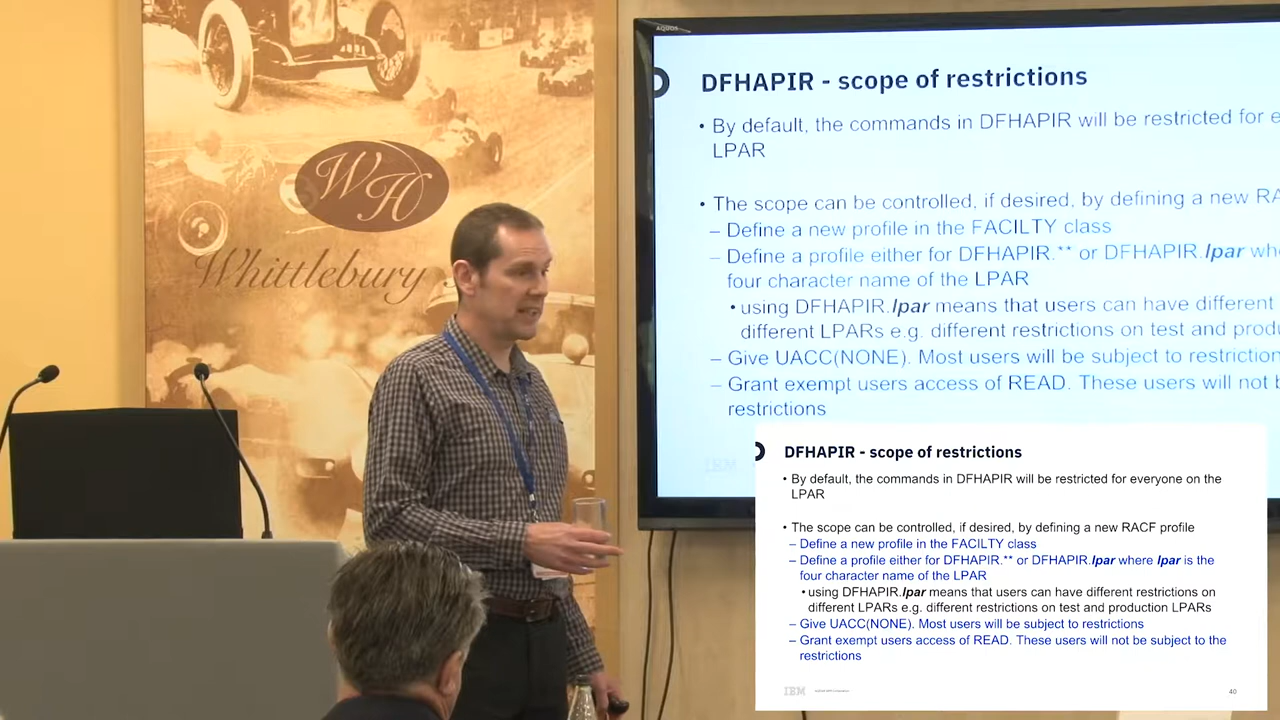 WH
Whittlebury
AQUOS
DFHAPIR - scope of restrictions
• By default, the commands in DFHAPIR will be restricted for e
LPAR
• The scope can be controlled, if desired, by defining a new RA
– Define a new profile in the FACILTY class
– Define a profile either for DFHAPIR.** or DFHAPIR.lpar wh
four character name of the LPAR
• using DFHAPIR.lpar means that users can have different
different LPARs e.g. different restrictions on test and prod
– Give UACC(NONE). Most users will be subject to restriction
– Grant exempt users access of READ. These users will not b
restrictions
IBM
DFHAPIR - scope of restrictions
• By default, the commands in DFHAPIR will be restricted for everyone on the
LPAR
• The scope can be controlled, if desired, by defining a new RACF profile
– Define a new profile in the FACILTY class
– Define a profile either for DFHAPIR.** or DFHAPIR.lpar where lpar is the
four character name of the LPAR
• using DFHAPIR.lpar means that users can have different restrictions on
different LPARs e.g. different restrictions on test and production LPARs
– Give UACC(NONE). Most users will be subject to restrictions
– Grant exempt users access of READ. These users will not be subject to the
restrictions
IBM
40